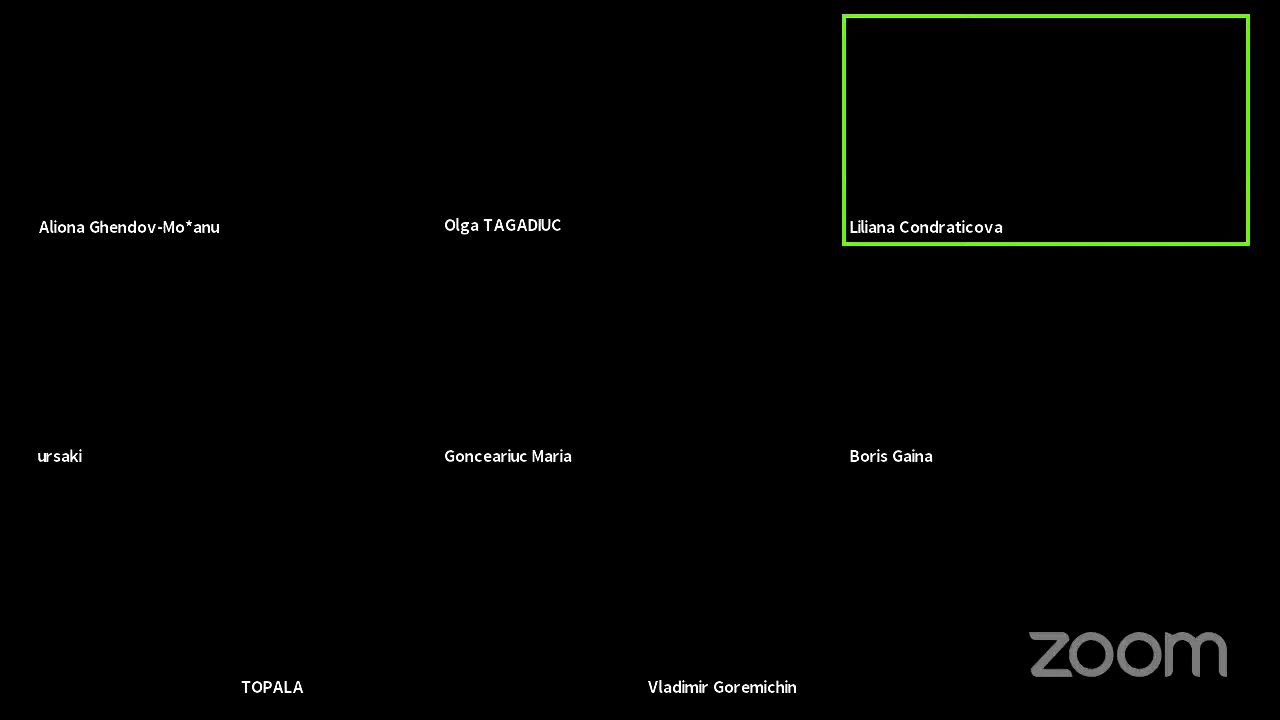 Aliona Ghendov-Mo*anu
Olga TAGADIUC
Liliana Condraticova
ursaki
Gonceariuc Maria
Boris Gaina
TOPALA
Vladimir Goremichin
zoom